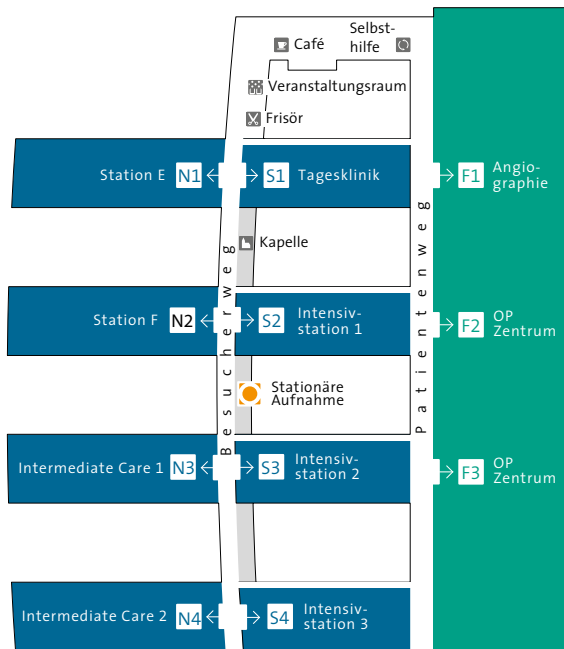 Café
Selbst-
hilfe
Veranstaltungsraum
Frisör
Station E N1 S1 Tagesklinik
F1 Angio-
graphie
Kapelle
Besucherweg
Patientenweg
Station F N2 S2 Intensiv-
station 1
F2 OP
Zentrum
Stationäre
Aufnahme
Intermediate Care 1 N3 S3 Intensiv-
station 2
F3 OP
Zentrum
Intermediate Care 2 N4 S4 Intensiv-
station 3